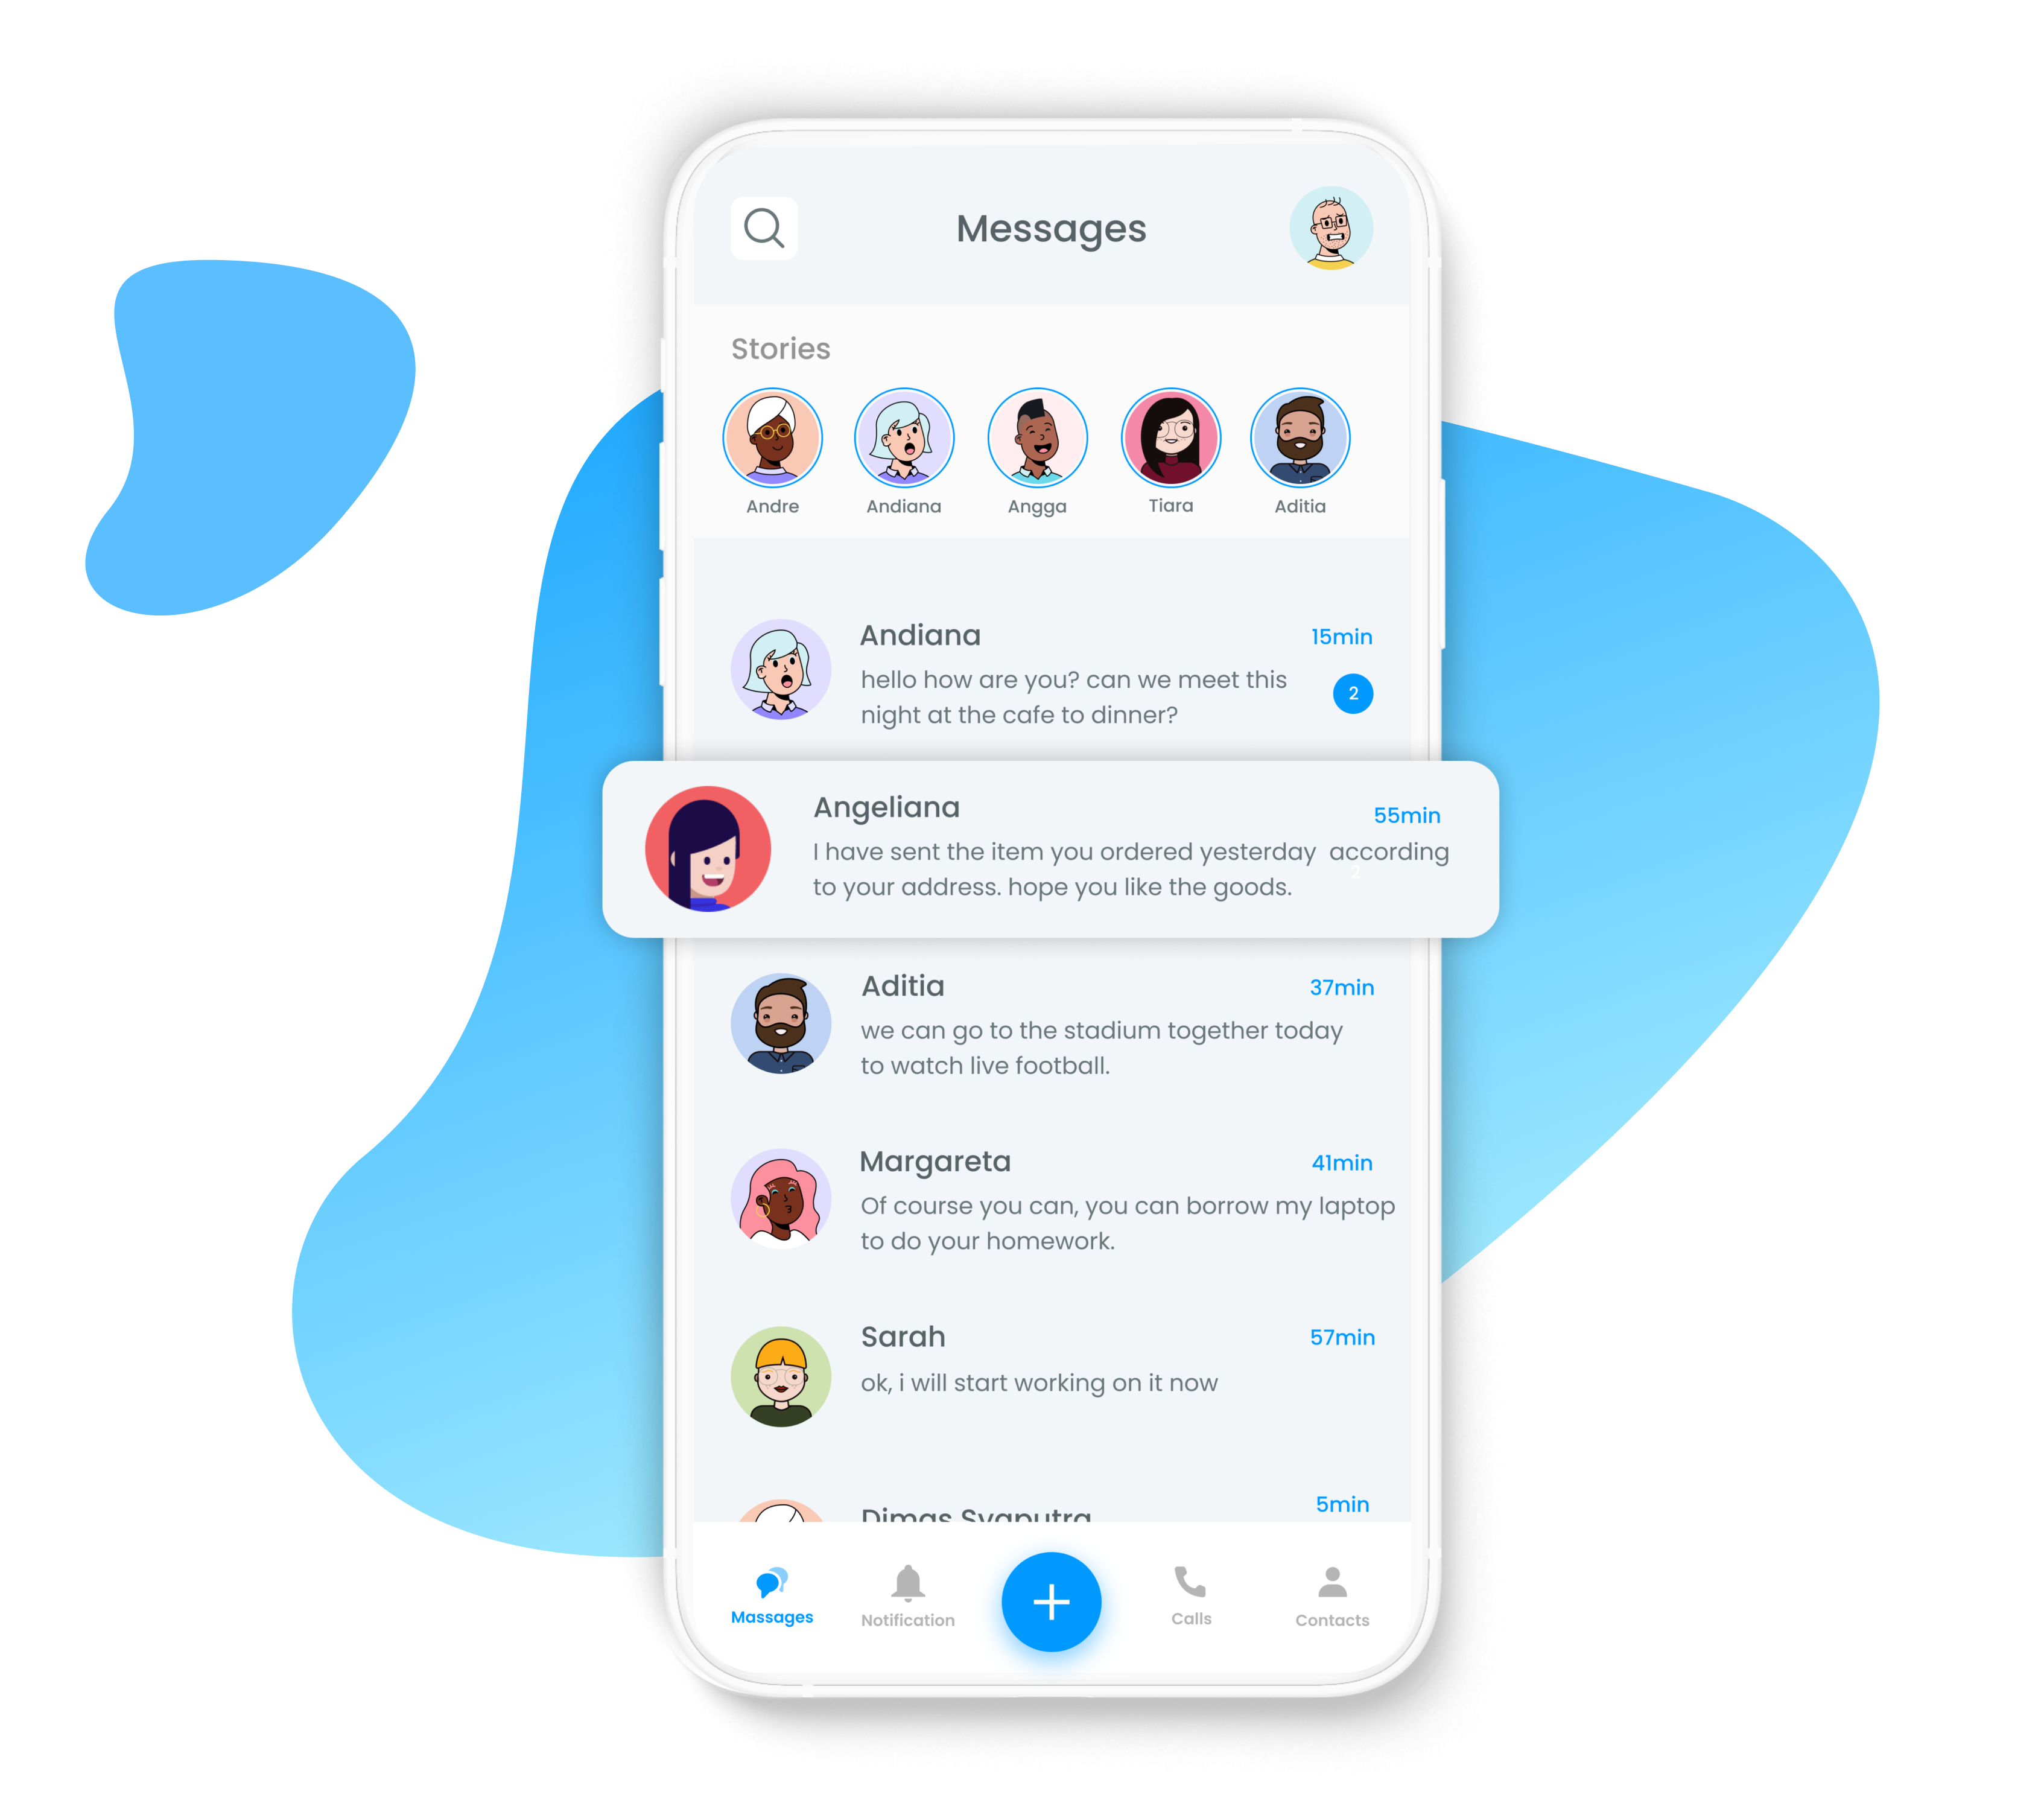 Messages
Stories
Andre
Andiana
Angga
Tiara
Aditia
Andiana
15min
hello how are you? can we meet this
2
night at the cafe to dinner?
Angeliana
55min
I have sent the item you ordered yesterday according
2
to your address. hope you like the goods.
Aditia
37min
we can go to the stadium together today
to watch live football.
Margareta
41min
Of course you can, you can borrow my laptop
to do your homework.
Sarah
57min
ok, i will start working on it now
5min
Dimas Syaputra
Massages
Notification
Calls
Contacts